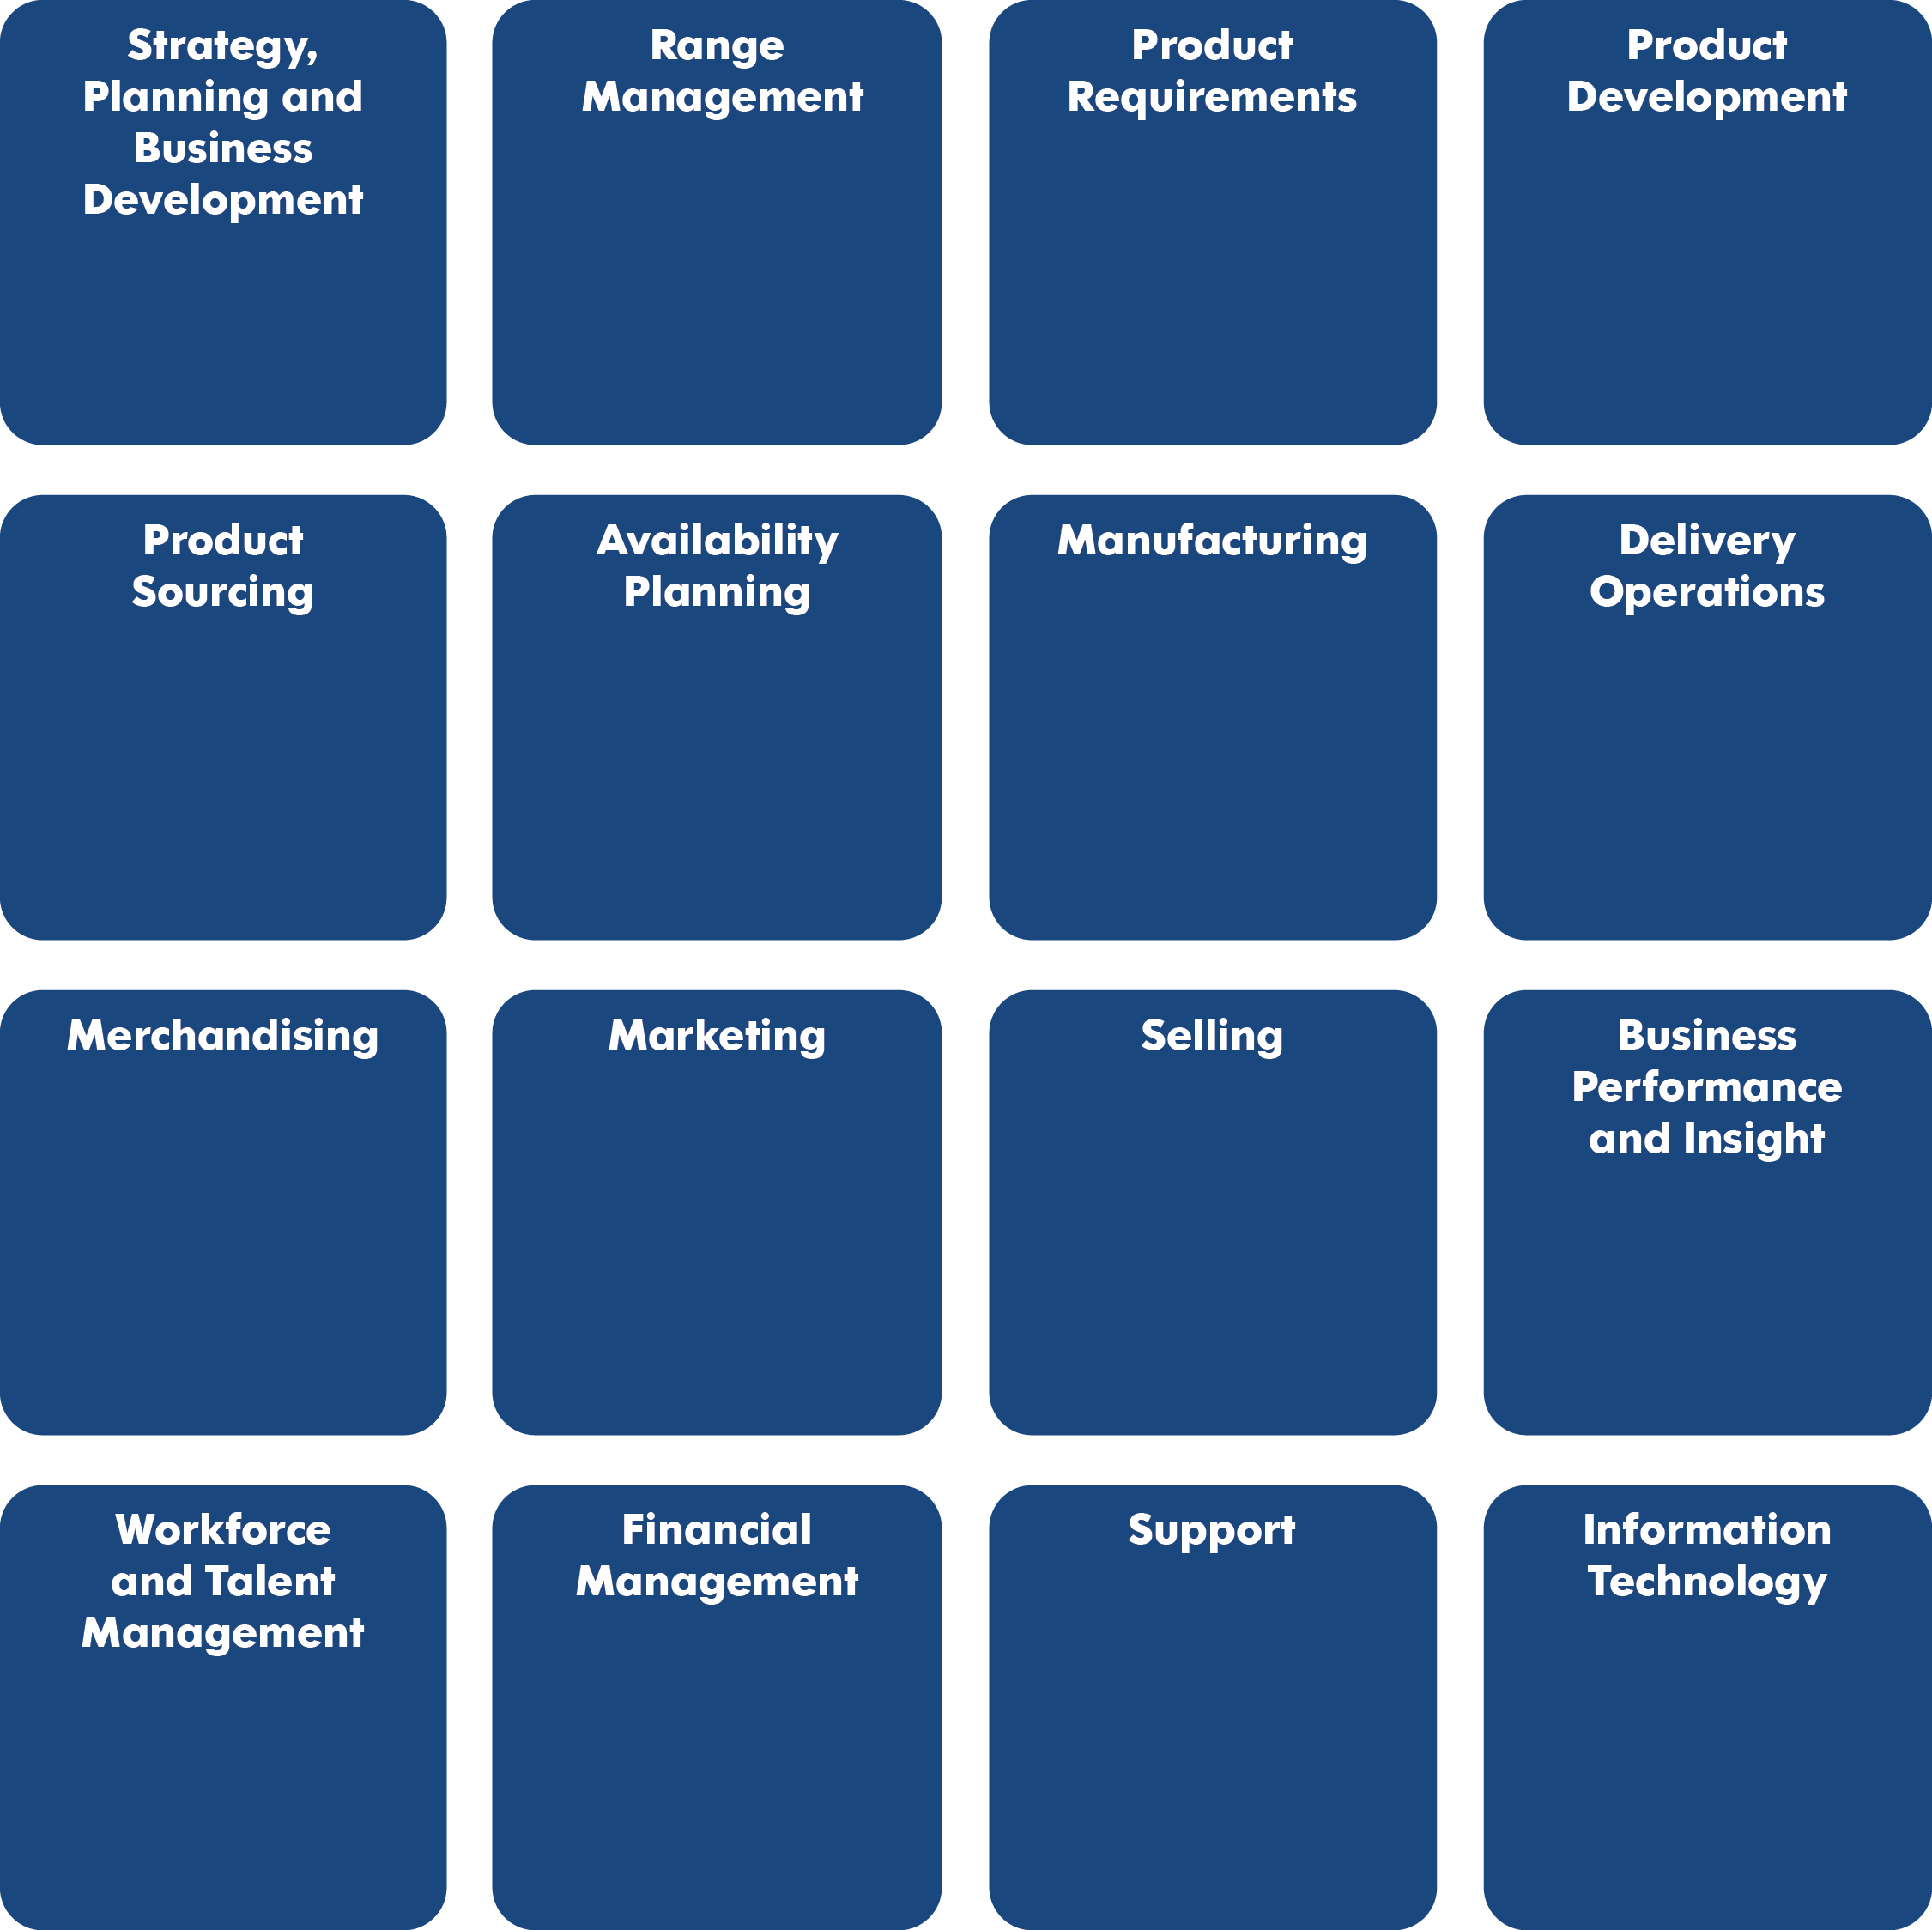 Strategy,
Planning and
Business
Development
Range
Management
Product
Requirements
Product
Development
Product
Sourcing
Availability
Planning
Manufacturing
Delivery
Operations
Merchandising
Marketing
Selling
Business
Performance
and Insight
Workforce
and Talent
Management
Financial
Management
Support
Information
Technology